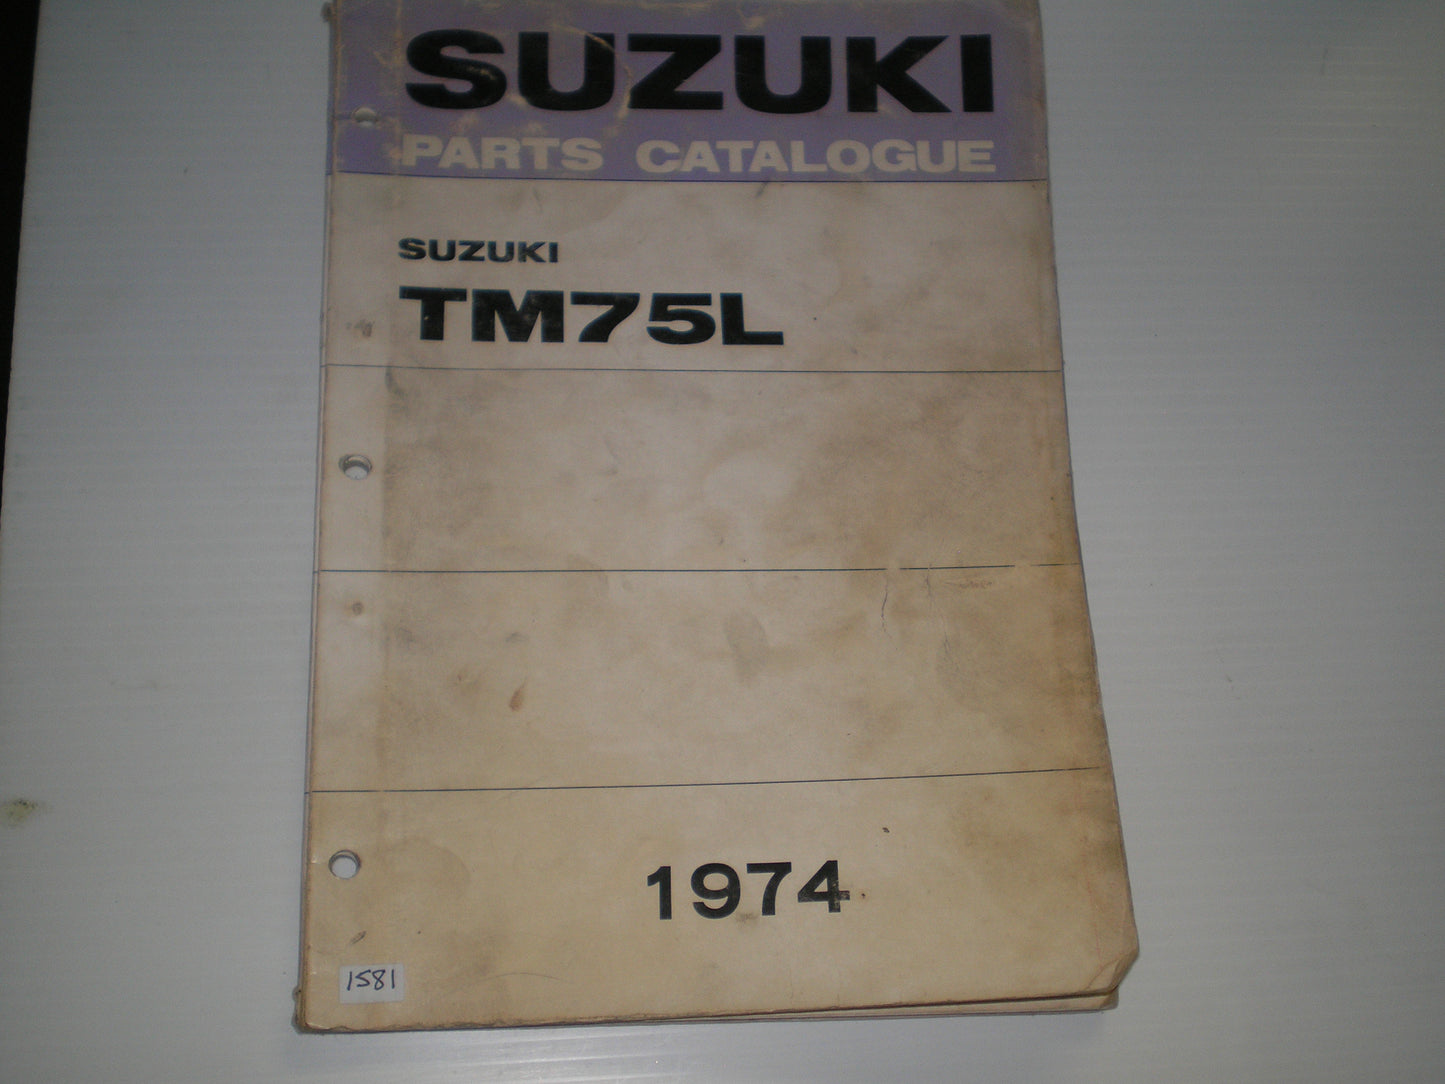 SUZUKI
PARTS CATALOGUE
SUZUKI
TM75L
1974
1581